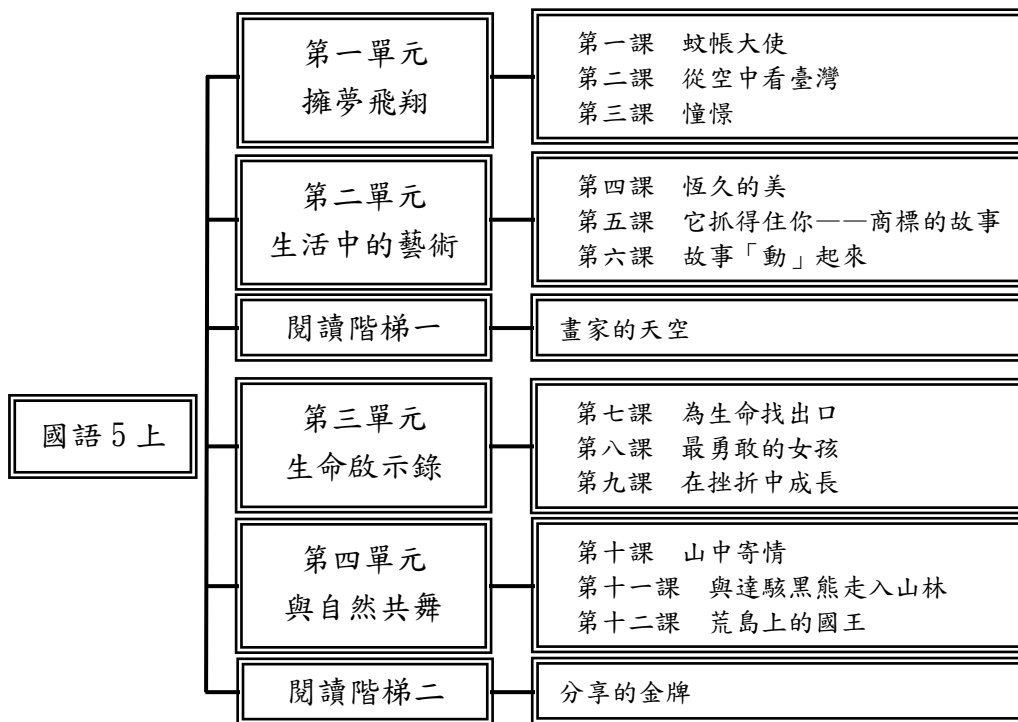 國語5上
第一單元
擁夢飛翔
第一課 蚊帳大使
第二課 從空中看臺灣
第三課 憧憬
第二單元
生活中的藝術
第四課 恆久的美
第五課 它抓得住你——商標的故事
第六課 故事「動」起來
閱讀階梯一
畫家的天空
第三單元
生命啟示錄
第七課 為生命找出口
第八課 最勇敢的女孩
第九課 在挫折中成長
第四單元
與自然共舞
第十課 山中寄情
第十一課 與達駭黑熊走入山林
第十二課 荒島上的國王
閱讀階梯二
分享的金牌